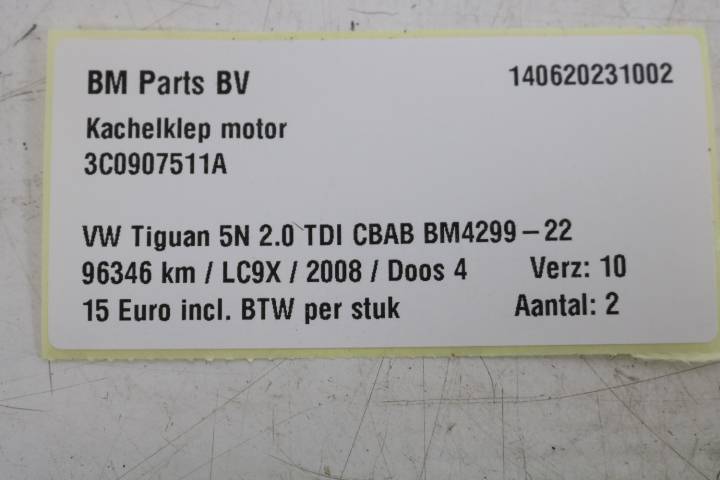 BM Parts BV 140620231002
Kachelklep motor
3C0907511A
VW Tiguan 5N 2.0 TDI CBAB BM4299-22
96346 km / LC9X / 2008 / Doos 4 Verz: 10
15 Euro incl. BTW per stuk Aantal: 2